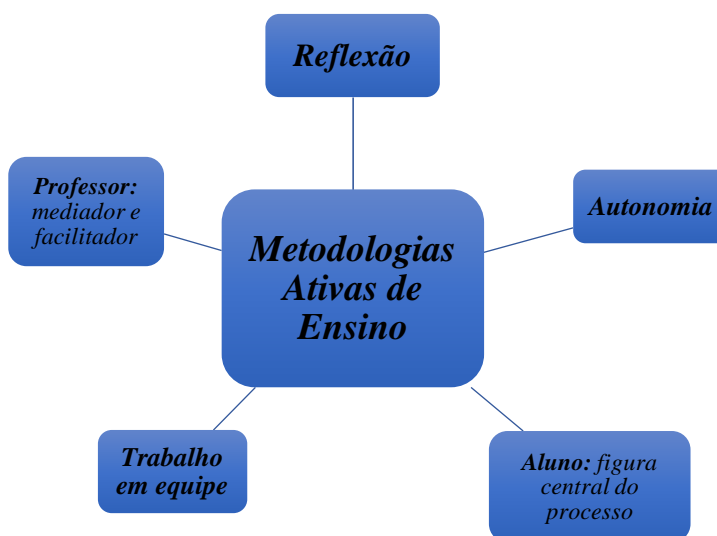 Reflexão
Professor:
mediador e
facilitador
Autonomia
Metodologias
Ativas de
Ensino
Trabalho
em equipe
Aluno: figura
central do
processo